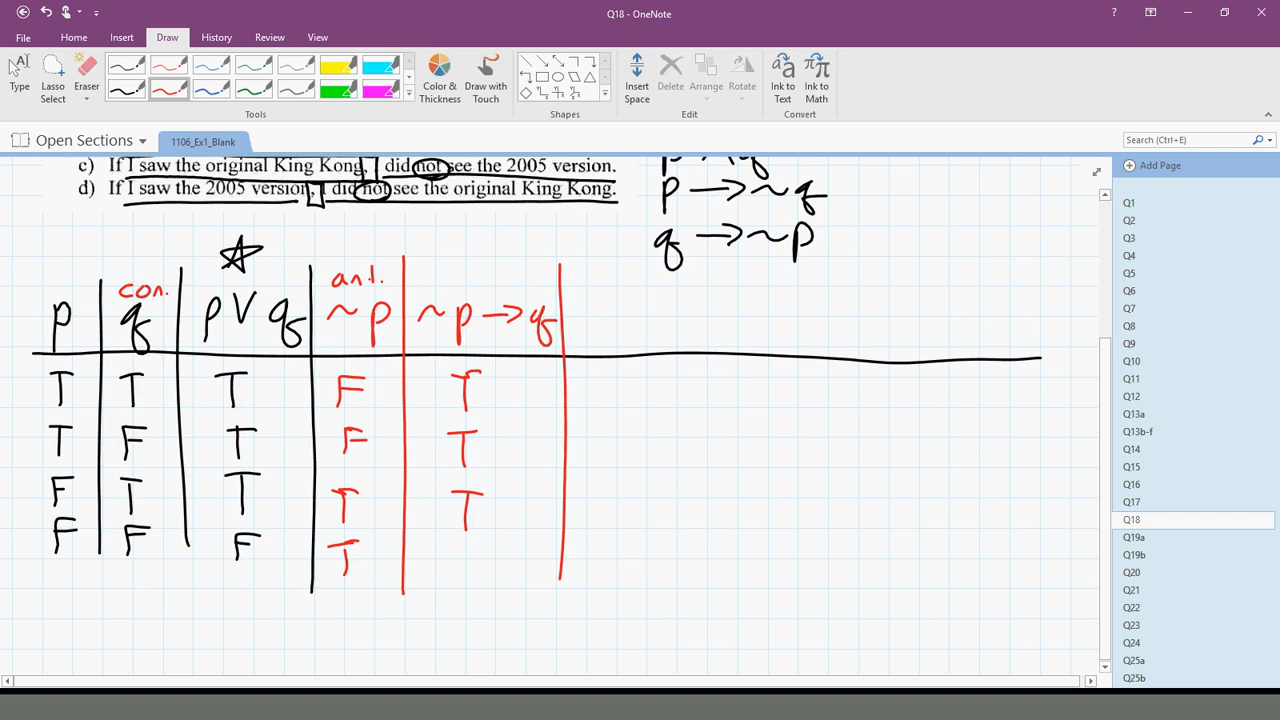 Q18 - OneNote
?
File Home Insert Draw History Review View
Type Lasso Select Eraser Color & Thickness Draw with Touch Insert Space Delete Arrange Rotate Ink to Text Ink to Math
Tools Shapes Edit Convert
Open Sections 1106_Ex1_Blank Search (Ctrl+E)
Add Page
c) If I saw the original King Kong, I did not see the 2005 version.
d) If I saw the 2005 version, I did not see the original King Kong.
p → ~q
q → ~p
con. ant.
p q p ∨ q ~p ~p → q
T T T F T
T F T F T
F T T T T
F F F T
Q1
Q2
Q3
Q4
Q5
Q6
Q7
Q8
Q9
Q10
Q11
Q12
Q13a
Q13b-f
Q14
Q15
Q16
Q17
Q18
Q19a
Q19b
Q20
Q21
Q22
Q23
Q24
Q25a
Q25b